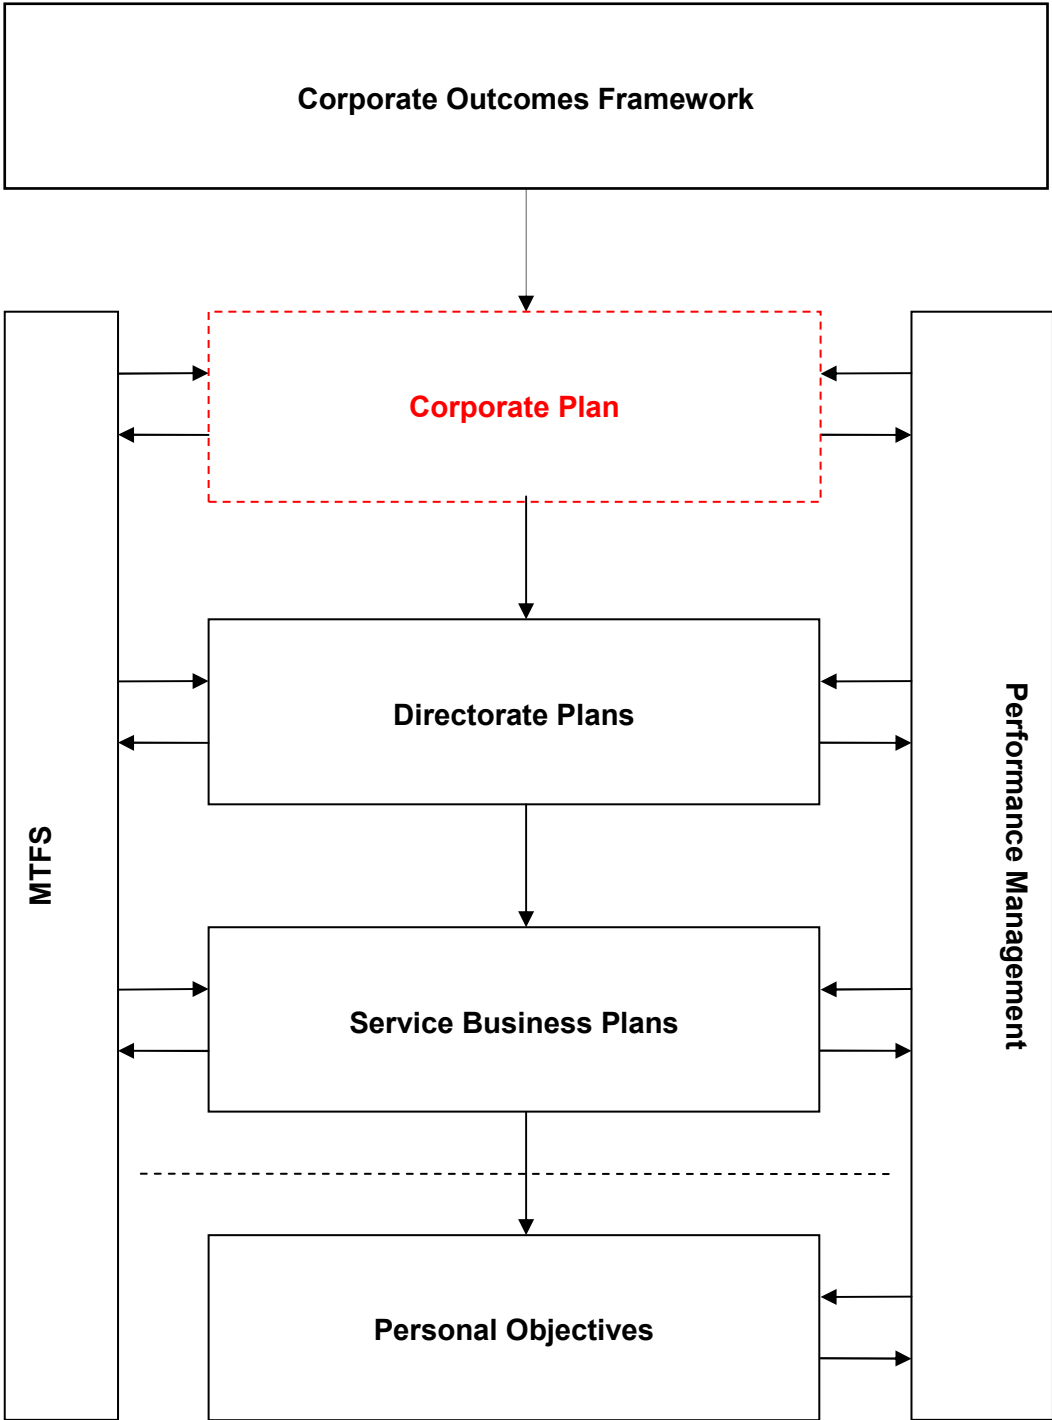 Corporate Outcomes Framework
Corporate Plan
Directorate Plans
Performance Management
MTFS
Service Business Plans
Personal Objectives